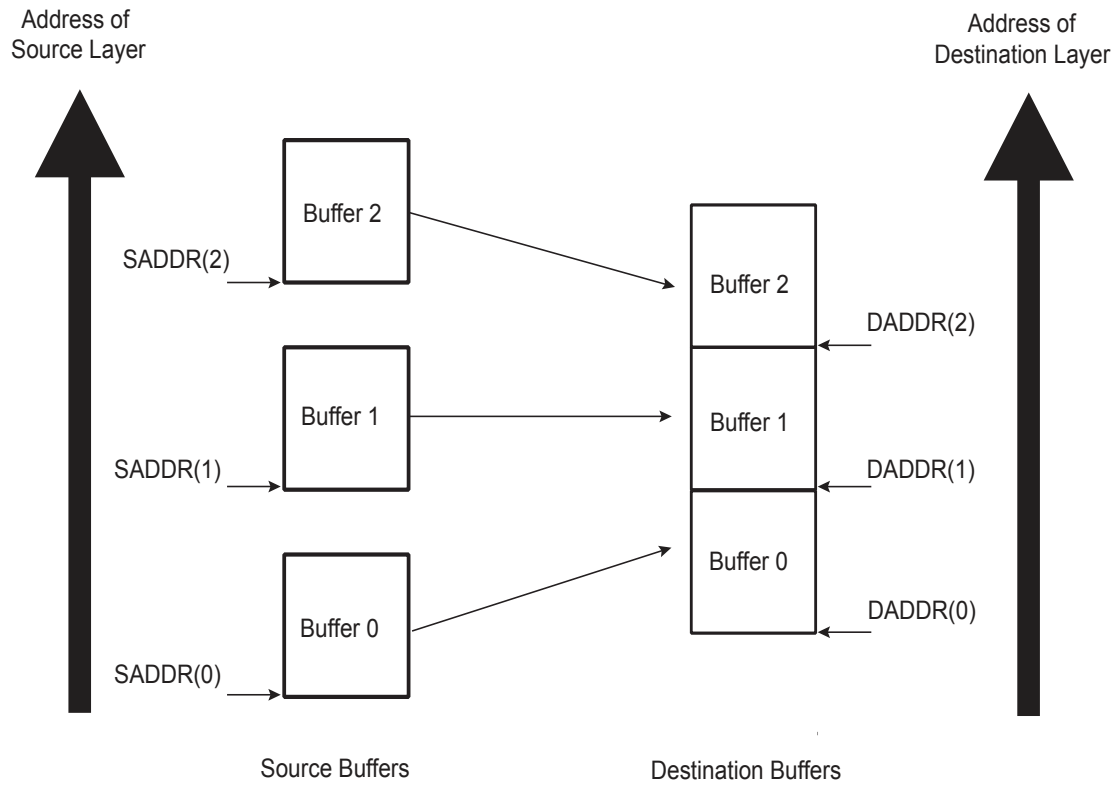 Address of
Source Layer
Address of
Destination Layer
Buffer 2
SADDR(2)
Buffer 2
DADDR(2)
Buffer 1
Buffer 1
SADDR(1)
DADDR(1)
Buffer 0
Buffer 0
DADDR(0)
SADDR(0)
Source Buffers
Destination Buffers